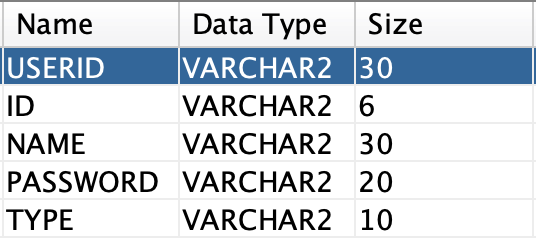 Name Data Type Size
USERID VARCHAR2 30
ID VARCHAR2 6
NAME VARCHAR2 30
PASSWORD VARCHAR2 20
TYPE VARCHAR2 10